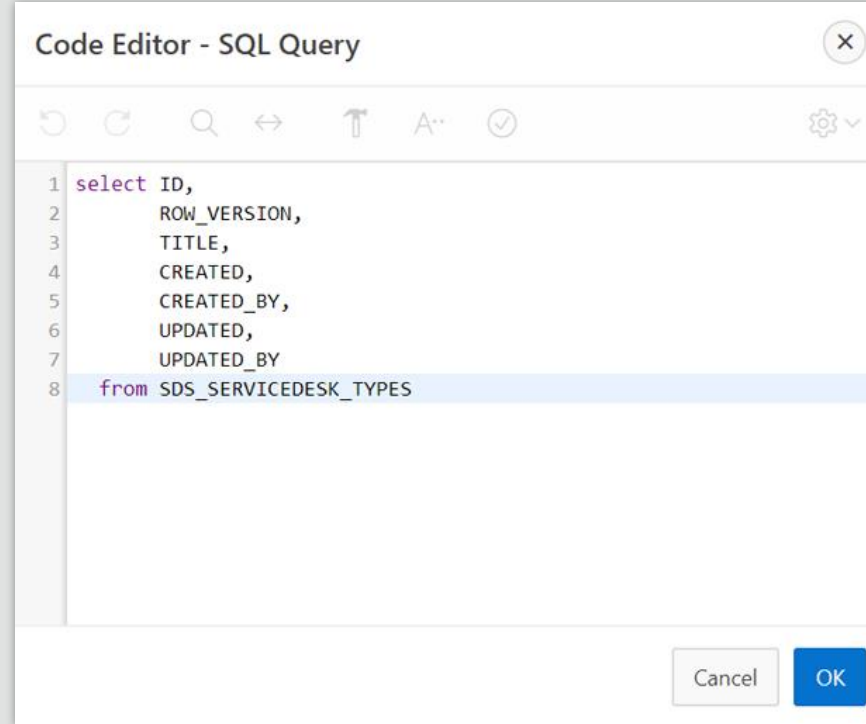 Code Editor - SQL Query
1 select ID,
2 ROW_VERSION,
3 TITLE,
4 CREATED,
5 CREATED_BY,
6 UPDATED,
7 UPDATED_BY
8 from SDS_SERVICEDESK_TYPES
Cancel OK